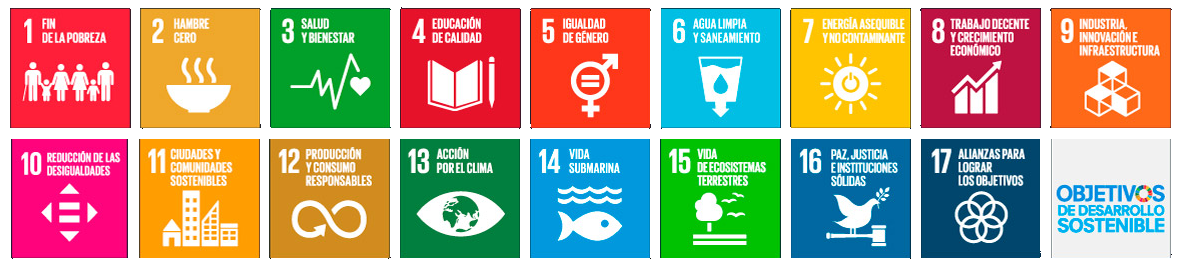 1 FIN
DE LA POBREZA
2 HAMBRE
CERO
3 SALUD
Y BIENESTAR
4 EDUCACIÓN
DE CALIDAD
5 IGUALDAD
DE GÉNERO
6 AGUA LIMPIA
Y SANEAMIENTO
7 ENERGÍA ASEQUIBLE
Y NO CONTAMINANTE
8 TRABAJO DECENTE
Y CRECIMIENTO
ECONÓMICO
9 INDUSTRIA,
INNOVACIÓN E
INFRAESTRUCTURA
10 REDUCCIÓN DE LAS
DESIGUALDADES
11 CIUDADES Y
COMUNIDADES
SOSTENIBLES
12 PRODUCCIÓN
Y CONSUMO
RESPONSABLES
13 ACCIÓN
POR EL CLIMA
14 VIDA
SUBMARINA
15 VIDA
DE ECOSISTEMAS
TERRESTRES
16 PAZ, JUSTICIA
E INSTITUCIONES
SÓLIDAS
17 ALIANZAS PARA
LOGRAR
LOS OBJETIVOS
OBJETIVOS
DE DESARROLLO
SOSTENIBLE